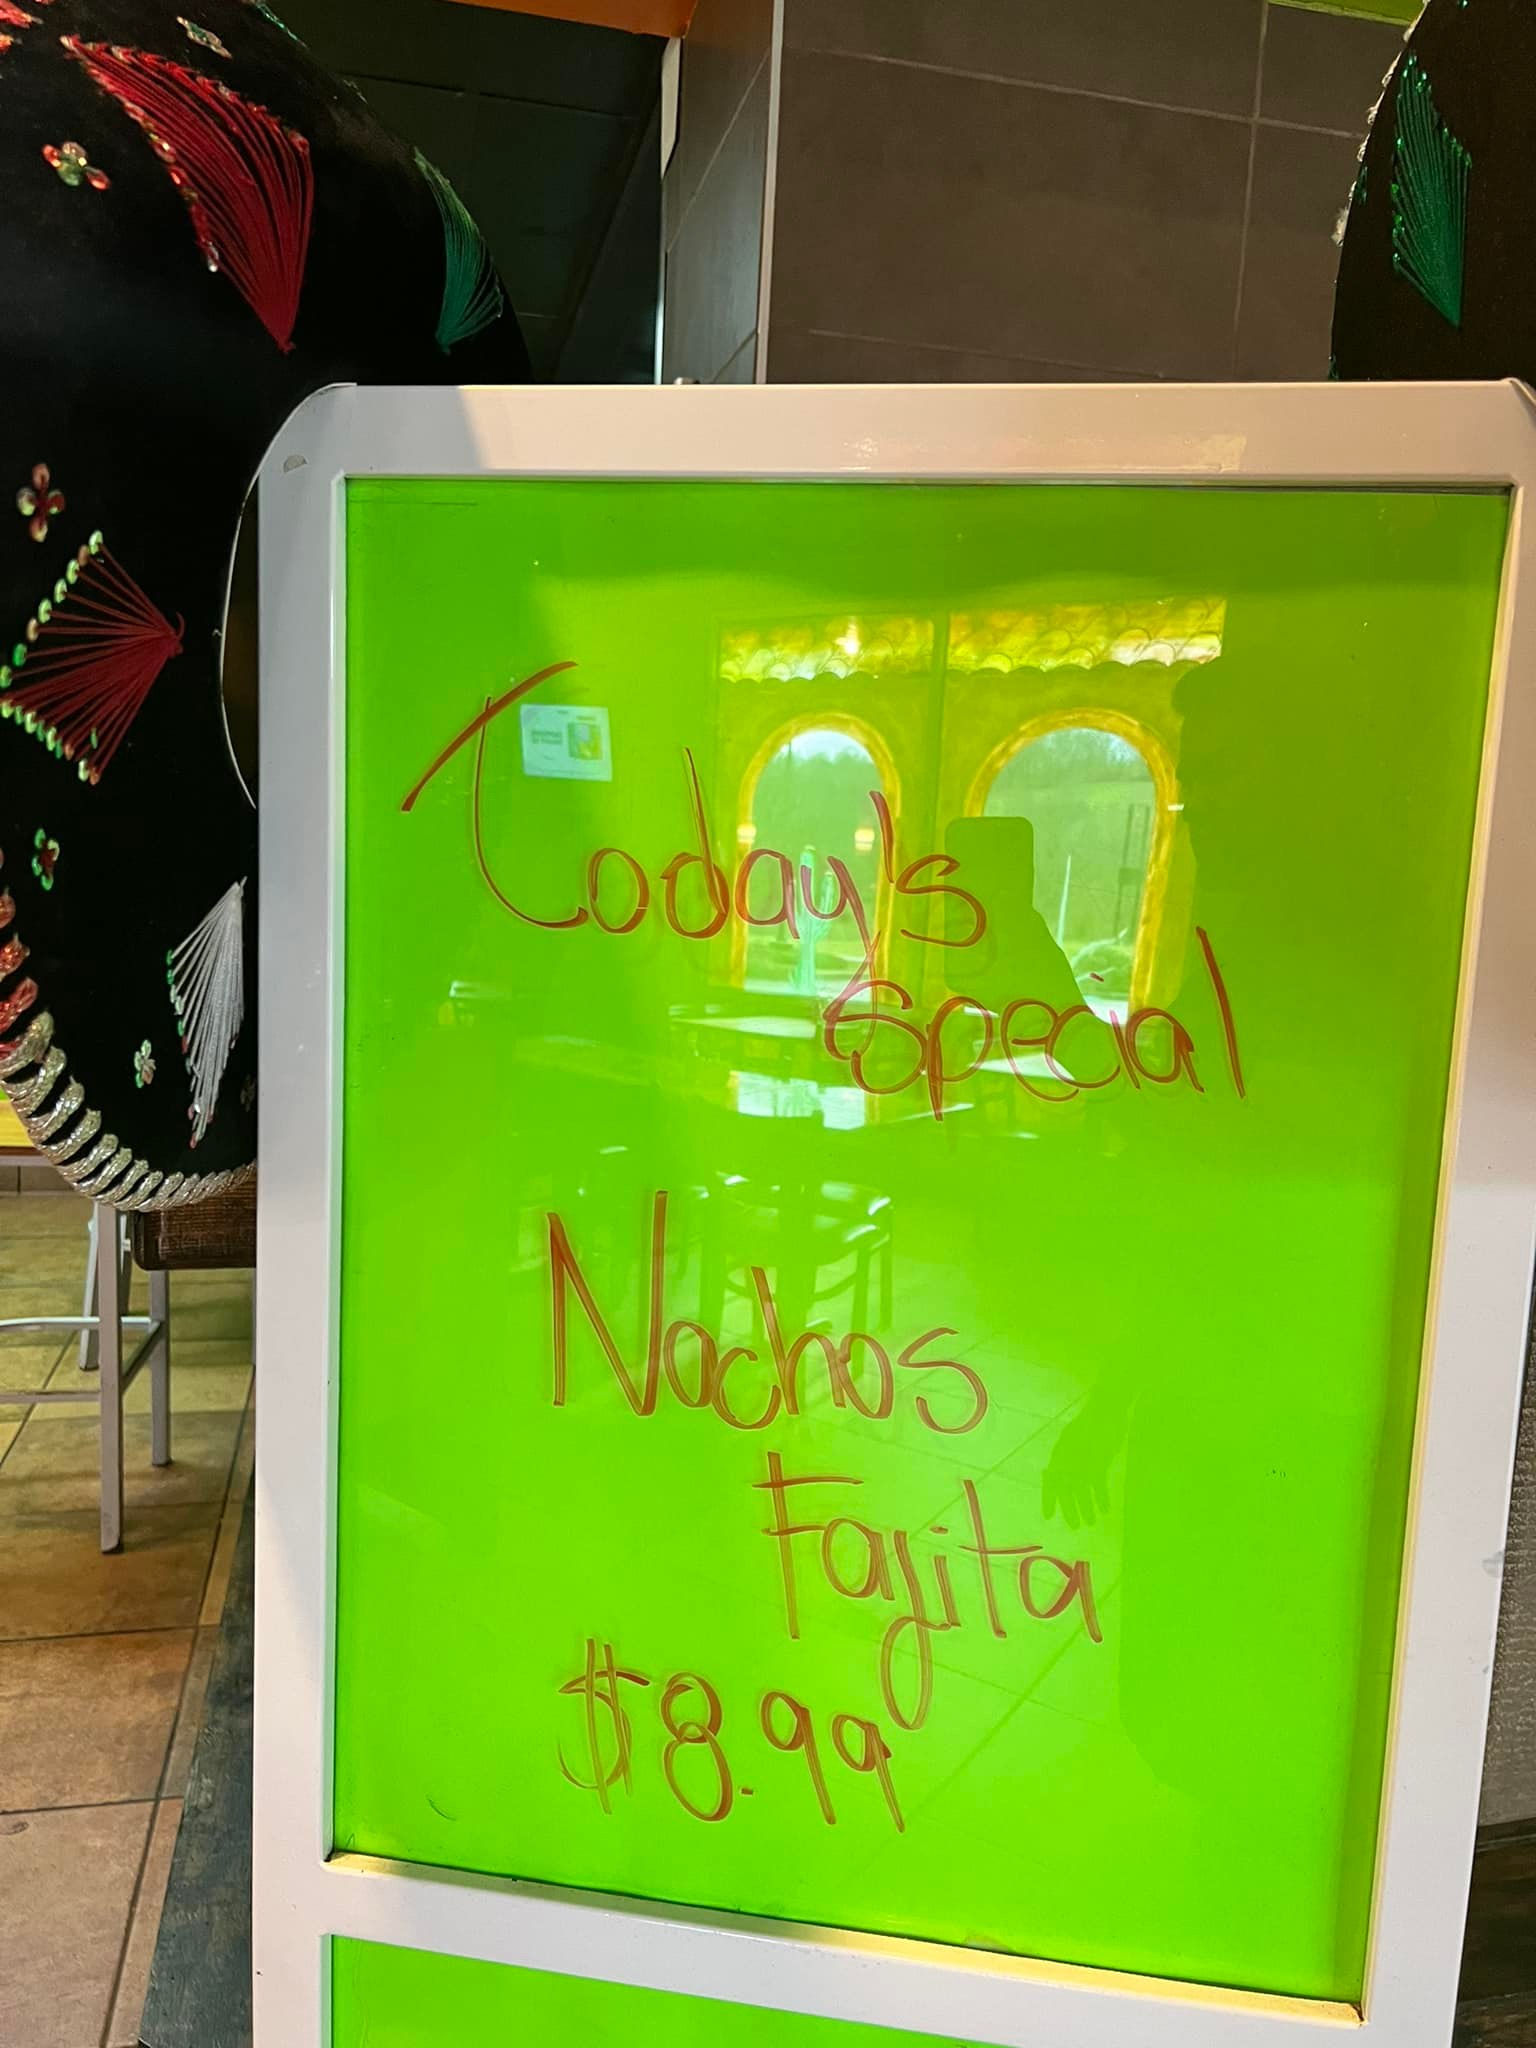 Today's
special
Nachos
Fajita
$8.99